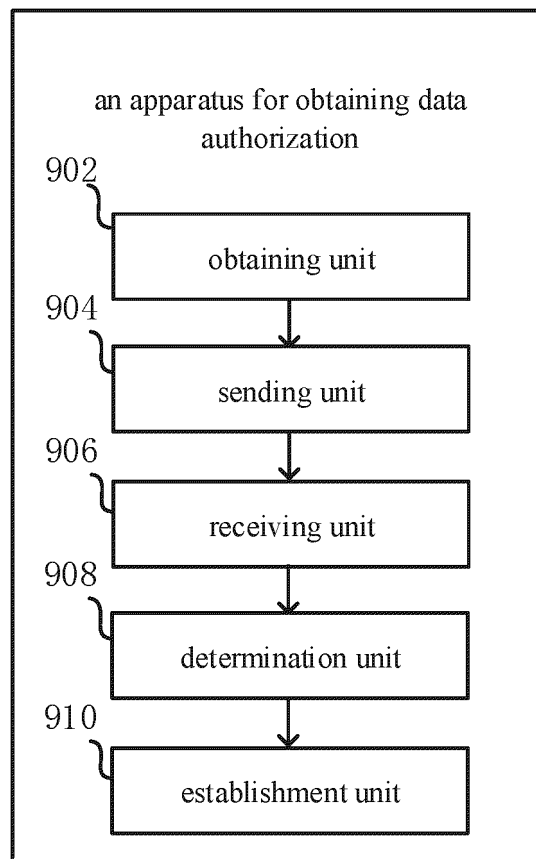 an apparatus for obtaining data
authorization
902
obtaining unit
904
sending unit
906
receiving unit
908
determination unit
910
establishment unit